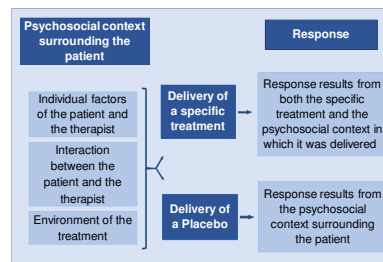 Psychosocial context
surrounding the
patient
Response
Individual factors
of the patient and
the therapist
Interaction
between the
patient and the
therapist
Environment of the
treatment
Delivery of
a specific
treatment
Delivery of
a Placebo
Response results from
both the specific
treatment and the
psychosocial context in
which it was delivered
Response results from
the psychosocial
context surrounding
the patient